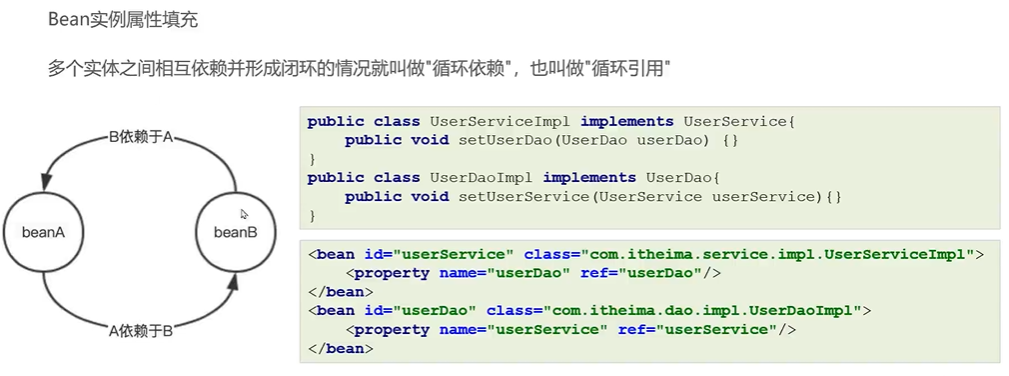 Bean实例属性填充
多个实体之间相互依赖并形成闭环的情况就叫做"循环依赖"，也叫做"循环引用"
B依赖于A
beanA
beanB
A依赖于B
public class UserServiceImpl implements UserService{
    public void setUserDao(UserDao userDao) {}
}
public class UserDaoImpl implements UserDao{
    public void setUserService(UserService userService){}
}
<bean id="userService" class="com.itheima.service.impl.UserServiceImpl">
    <property name="userDao" ref="userDao"/>
</bean>
<bean id="userDao" class="com.itheima.dao.impl.UserDaoImpl">
    <property name="userService" ref="userService"/>
</bean>